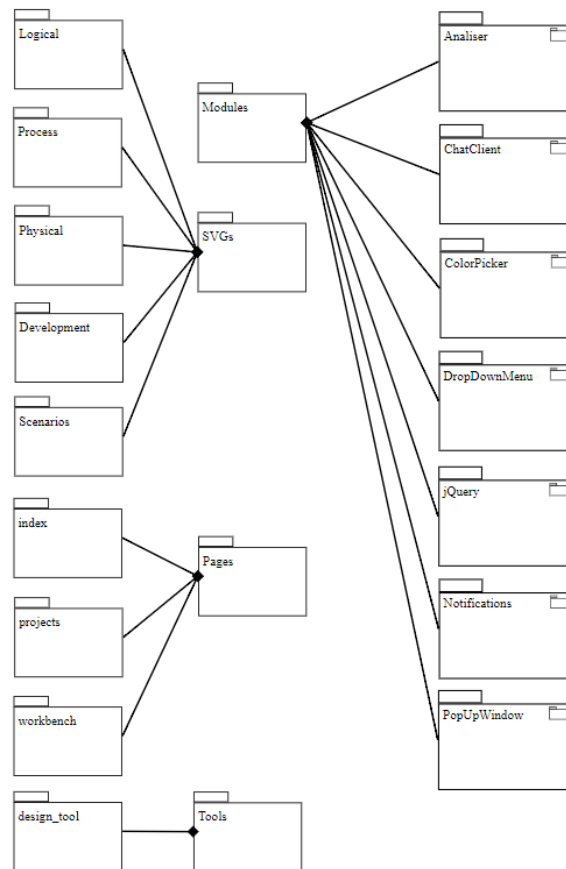 Logical
Process
Physical
Development
Scenarios
index
projects
workbench
design_tool
Modules
SVGs
Pages
Tools
Analiser
ChatClient
ColorPicker
DropDownMenu
jQuery
Notifications
PopUpWindow